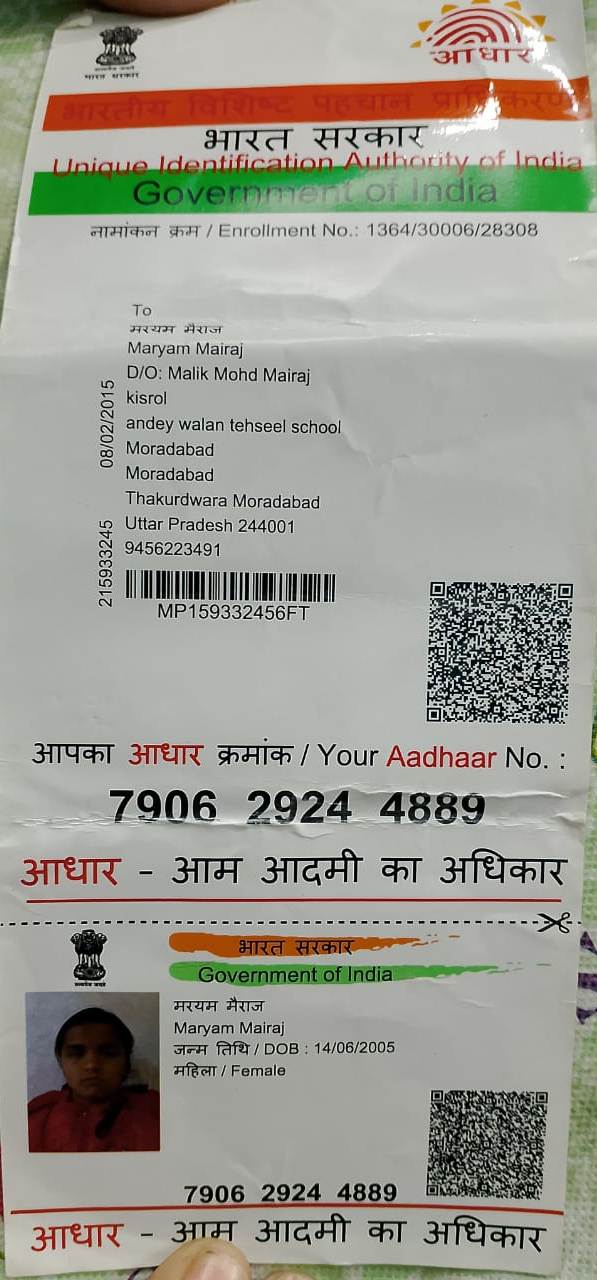 भारत सरकार
आधार
भारतीय विशिष्ट पहचान प्राधिकरण
भारत सरकार
Unique Identification Authority of India
Government of India
नामांकन क्रम / Enrollment No.: 1364/30006/28308
To
मरयम मैराज
Maryam Mairaj
D/O: Malik Mohd Mairaj
kisrol
andey walan tehseel school
Moradabad
Moradabad
Thakurdwara Moradabad
Uttar Pradesh 244001
9456223491
08/02/2015
215933245
MP159332456FT
आपका आधार क्रमांक / Your Aadhaar No. :
7906 2924 4889
आधार - आम आदमी का अधिकार
भारत सरकार
Government of India
मरयम मैराज
Maryam Mairaj
जन्म तिथि / DOB : 14/06/2005
महिला / Female
7906 2924 4889
आधार - आम आदमी का अधिकार